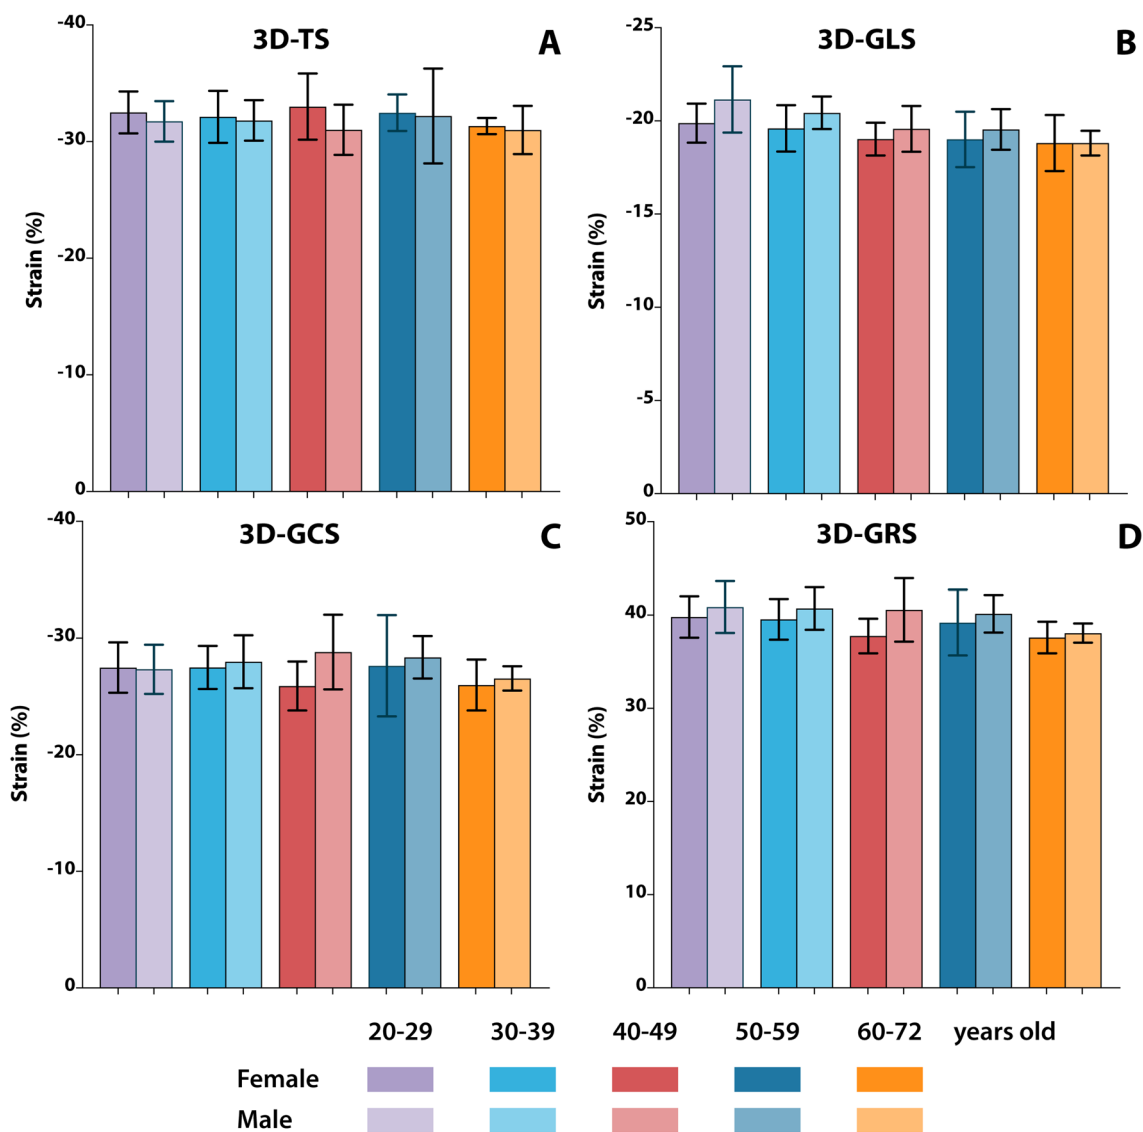 3D-TS
A
-40
-30
-20
-10
0
Strain (%)
3D-GLS
B
-25
-20
-15
-10
-5
0
Strain (%)
3D-GCS
C
-40
-30
-20
-10
0
Strain (%)
3D-GRS
D
50
40
30
20
10
0
Strain (%)
20-29 30-39 40-49 50-59 60-72 years old
Female
Male